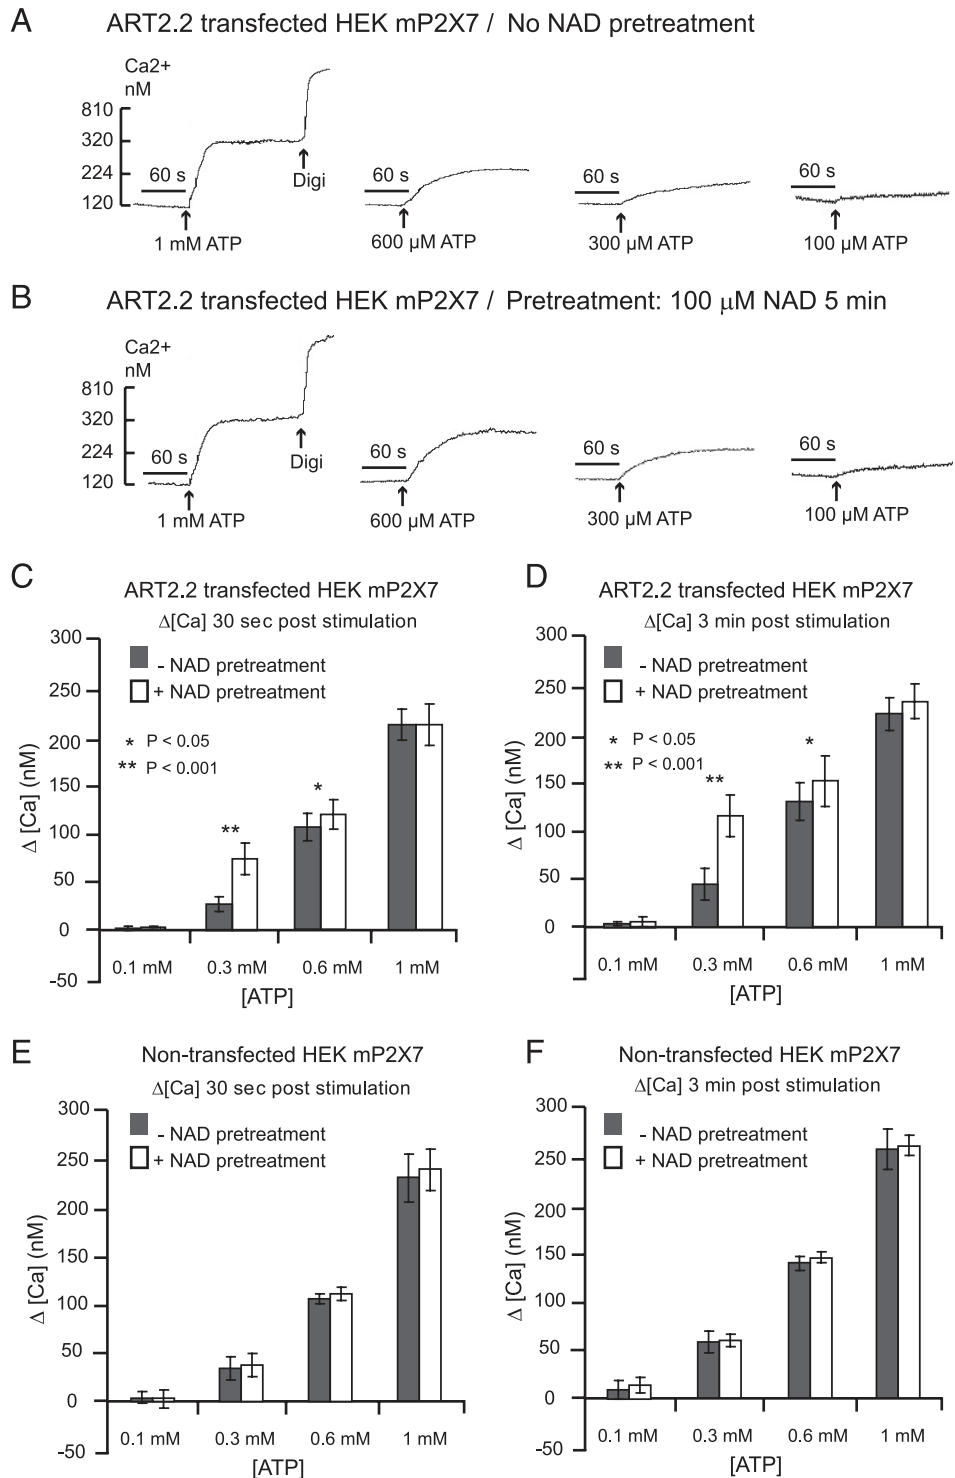 A ART2.2 transfected HEK mP2X7 / No NAD pretreatment
Ca2+
nM
810
320
224
120
60 s
60 s
60 s
60 s
Digi
1 mM ATP
600 µM ATP
300 µM ATP
100 µM ATP
B ART2.2 transfected HEK mP2X7 / Pretreatment: 100 µM NAD 5 min
Ca2+
nM
810
320
224
120
60 s
60 s
60 s
60 s
Digi
1 mM ATP
600 µM ATP
300 µM ATP
100 µM ATP
C
ART2.2 transfected HEK mP2X7
Δ[Ca] 30 sec post stimulation
300
250
200
150
100
50
0
-50
Δ [Ca] (nM)
- NAD pretreatment
+ NAD pretreatment
* P < 0.05
** P < 0.001
**
*
0.1 mM 0.3 mM 0.6 mM 1 mM
[ATP]
D
ART2.2 transfected HEK mP2X7
Δ[Ca] 3 min post stimulation
300
250
200
150
100
50
0
-50
Δ [Ca] (nM)
- NAD pretreatment
+ NAD pretreatment
* P < 0.05
** P < 0.001
**
*
0.1 mM 0.3 mM 0.6 mM 1 mM
[ATP]
E
Non-transfected HEK mP2X7
Δ[Ca] 30 sec post stimulation
300
250
200
150
100
50
0
-50
Δ [Ca] (nM)
- NAD pretreatment
+ NAD pretreatment
0.1 mM 0.3 mM 0.6 mM 1 mM
[ATP]
F
Non-transfected HEK mP2X7
Δ[Ca] 3 min post stimulation
300
250
200
150
100
50
0
-50
Δ [Ca] (nM)
- NAD pretreatment
+ NAD pretreatment
0.1 mM 0.3 mM 0.6 mM 1 mM
[ATP]